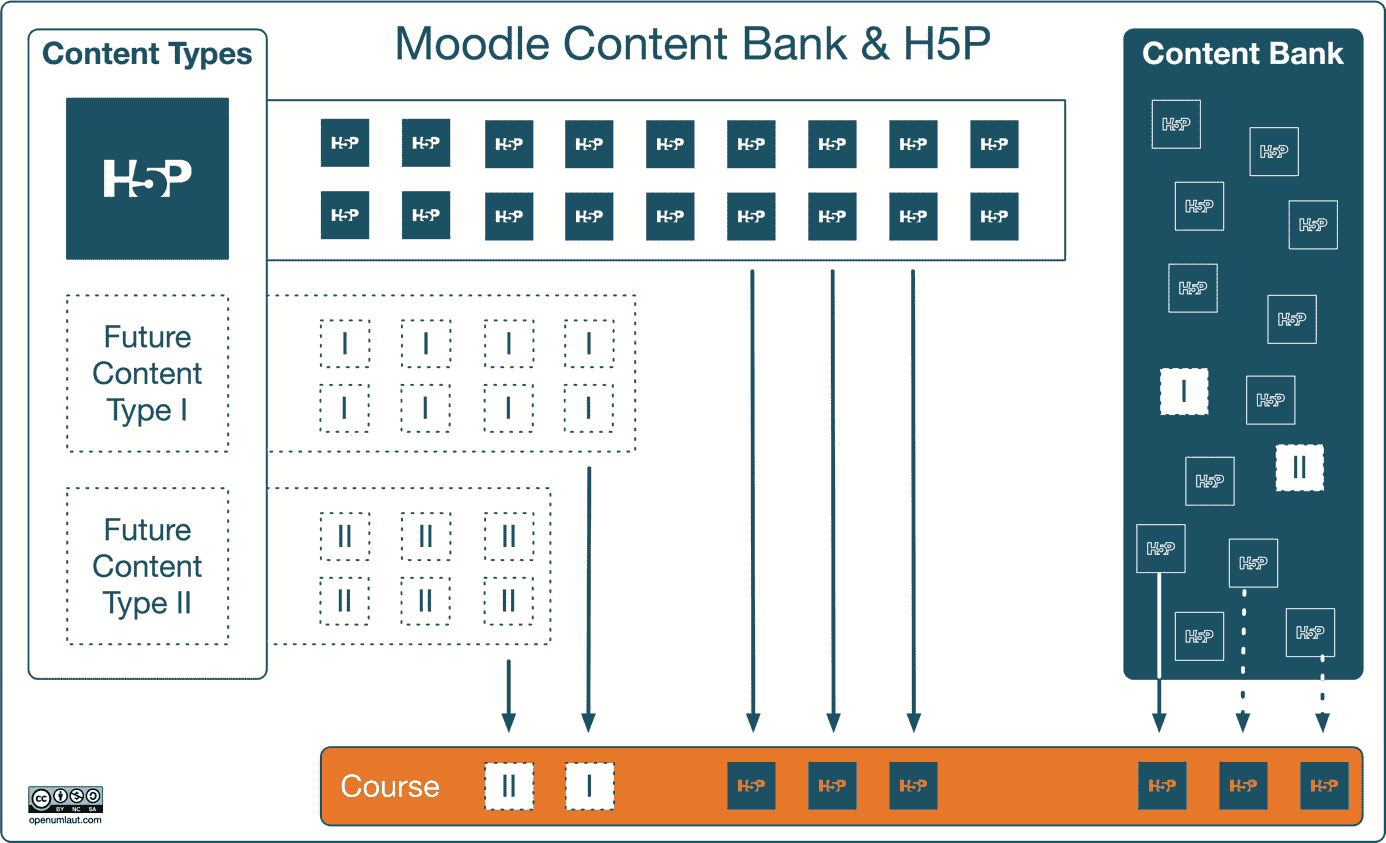 Moodle Content Bank & H5P
Content Types
H5P
H5P H5P H5P H5P H5P H5P H5P H5P H5P
H5P H5P H5P H5P H5P H5P H5P H5P H5P
Future
Content
Type I
I I I I
I I I I
Future
Content
Type II
II II II
II II II
Content Bank
H5P
H5P
H5P
H5P
H5P
H5P
I
H5P
II
H5P
H5P
H5P
H5P
H5P
Course II I H5P H5P H5P H5P H5P H5P
cc
BY NC SA
openumlaut.com